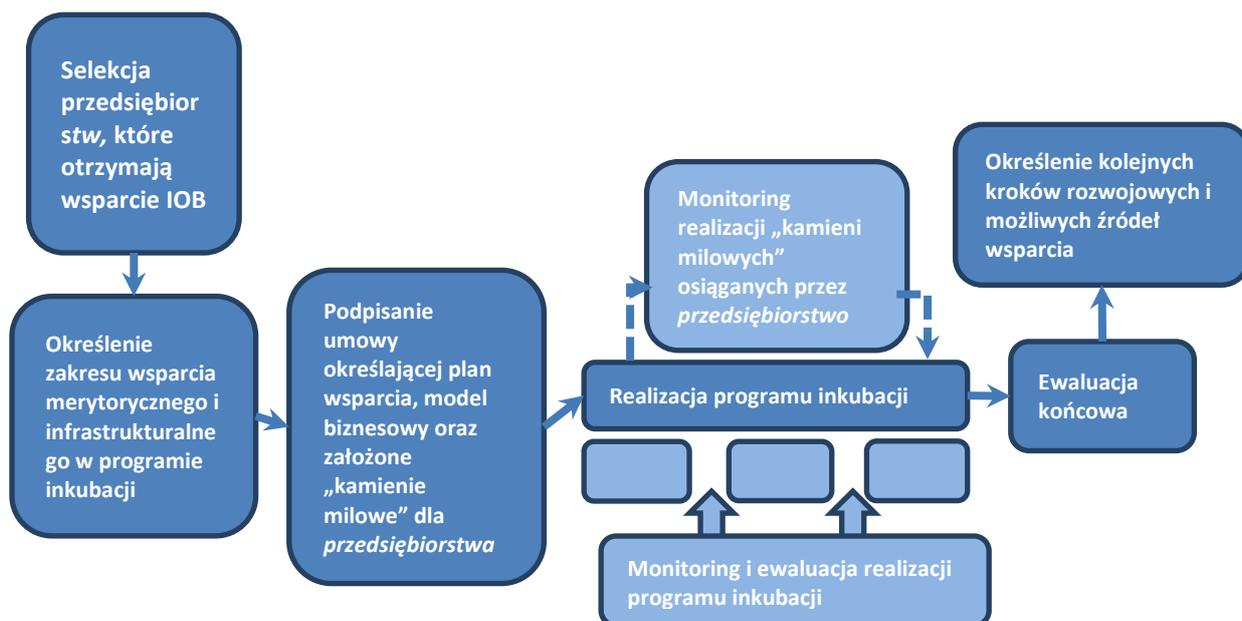 Selekcja
przedsiębior
stw, które
otrzymają
wsparcie IOB
Określenie
zakresu wsparcia
merytorycznego i
infrastrukturalne
go w programie
inkubacji
Podpisanie
umowy
określającej plan
wsparcia, model
biznesowy oraz
założone
„kamienie
milowe” dla
przedsiębiorstwa
Monitoring
realizacji „kamieni
milowych”
osiąganych przez
przedsiębiorstwo
Realizacja programu inkubacji
Monitoring i ewaluacja realizacji
programu inkubacji
Ewaluacja
końcowa
Określenie kolejnych
kroków rozwojowych i
możliwych źródeł
wsparcia